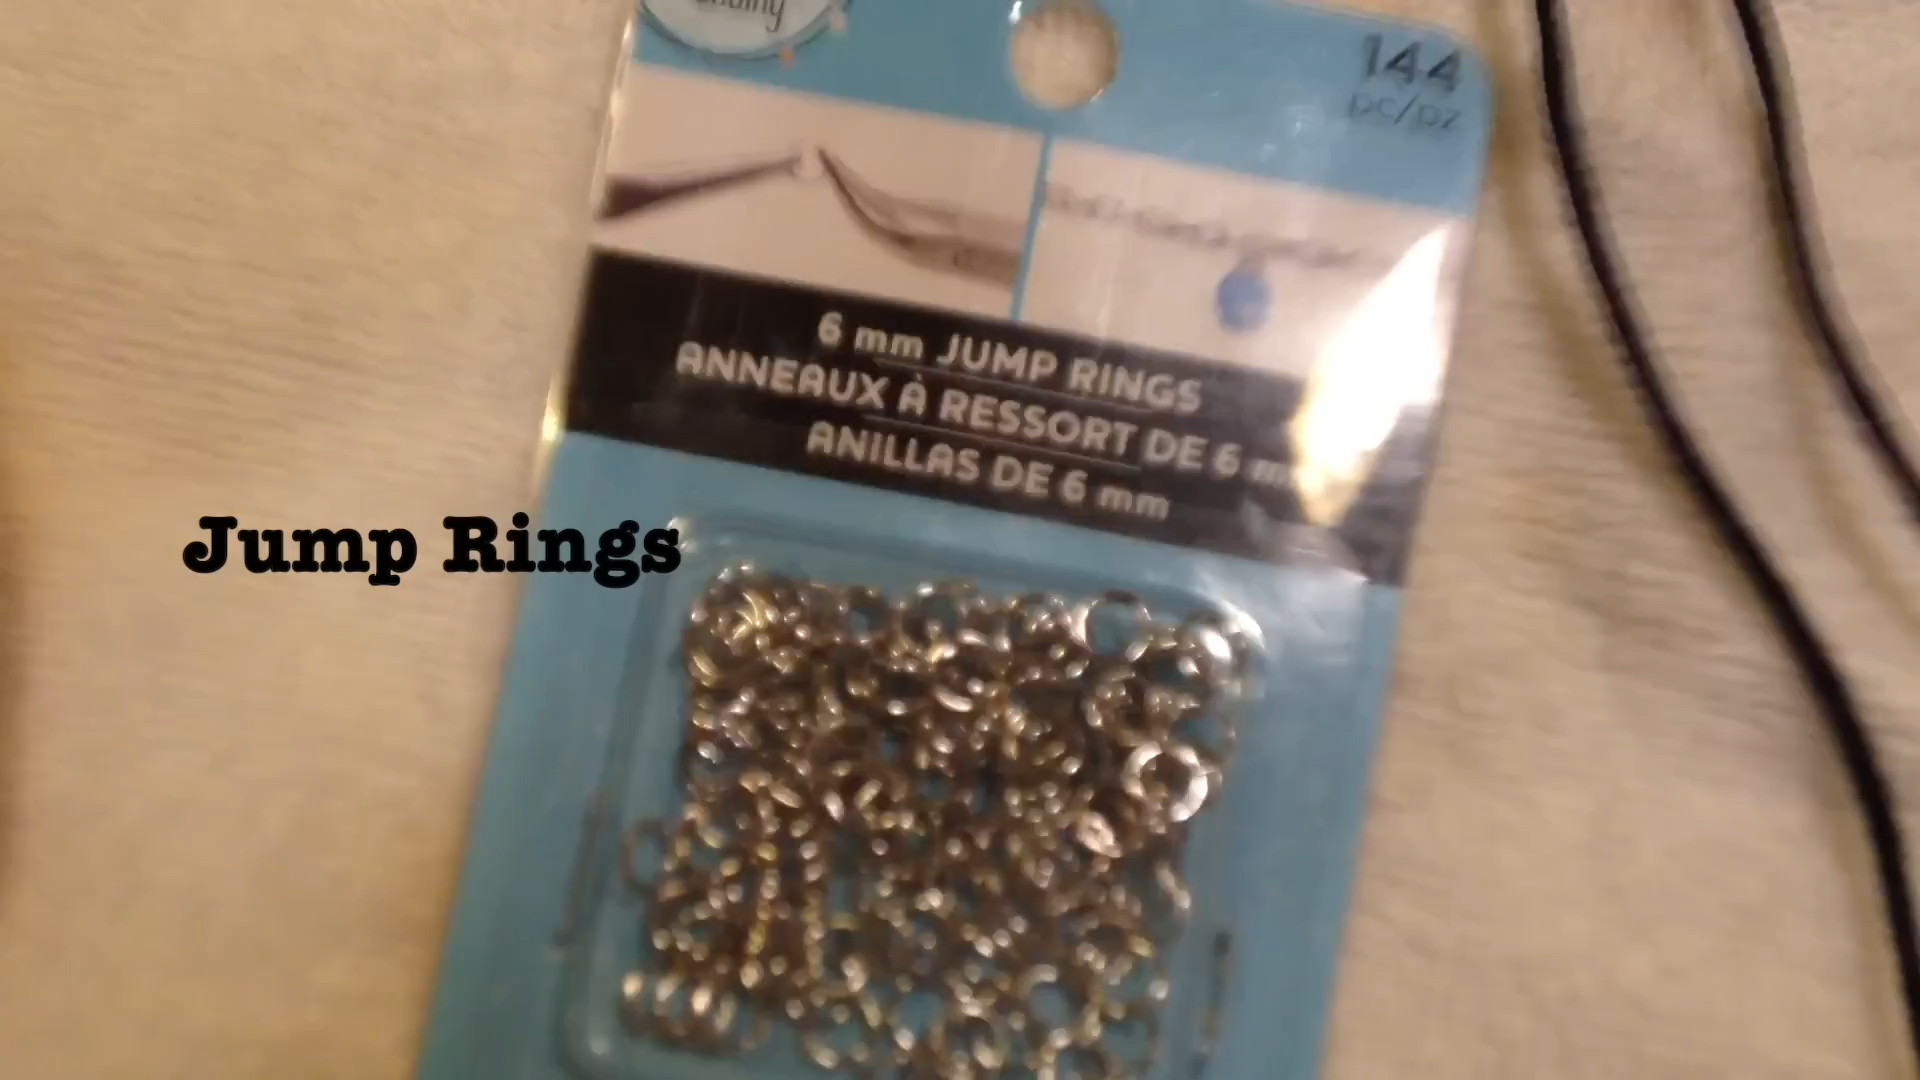 144
pc/pz
6 mm JUMP RINGS
ANNEAUX À RESSORT DE 6
ANILLAS DE 6 mm
Jump Rings